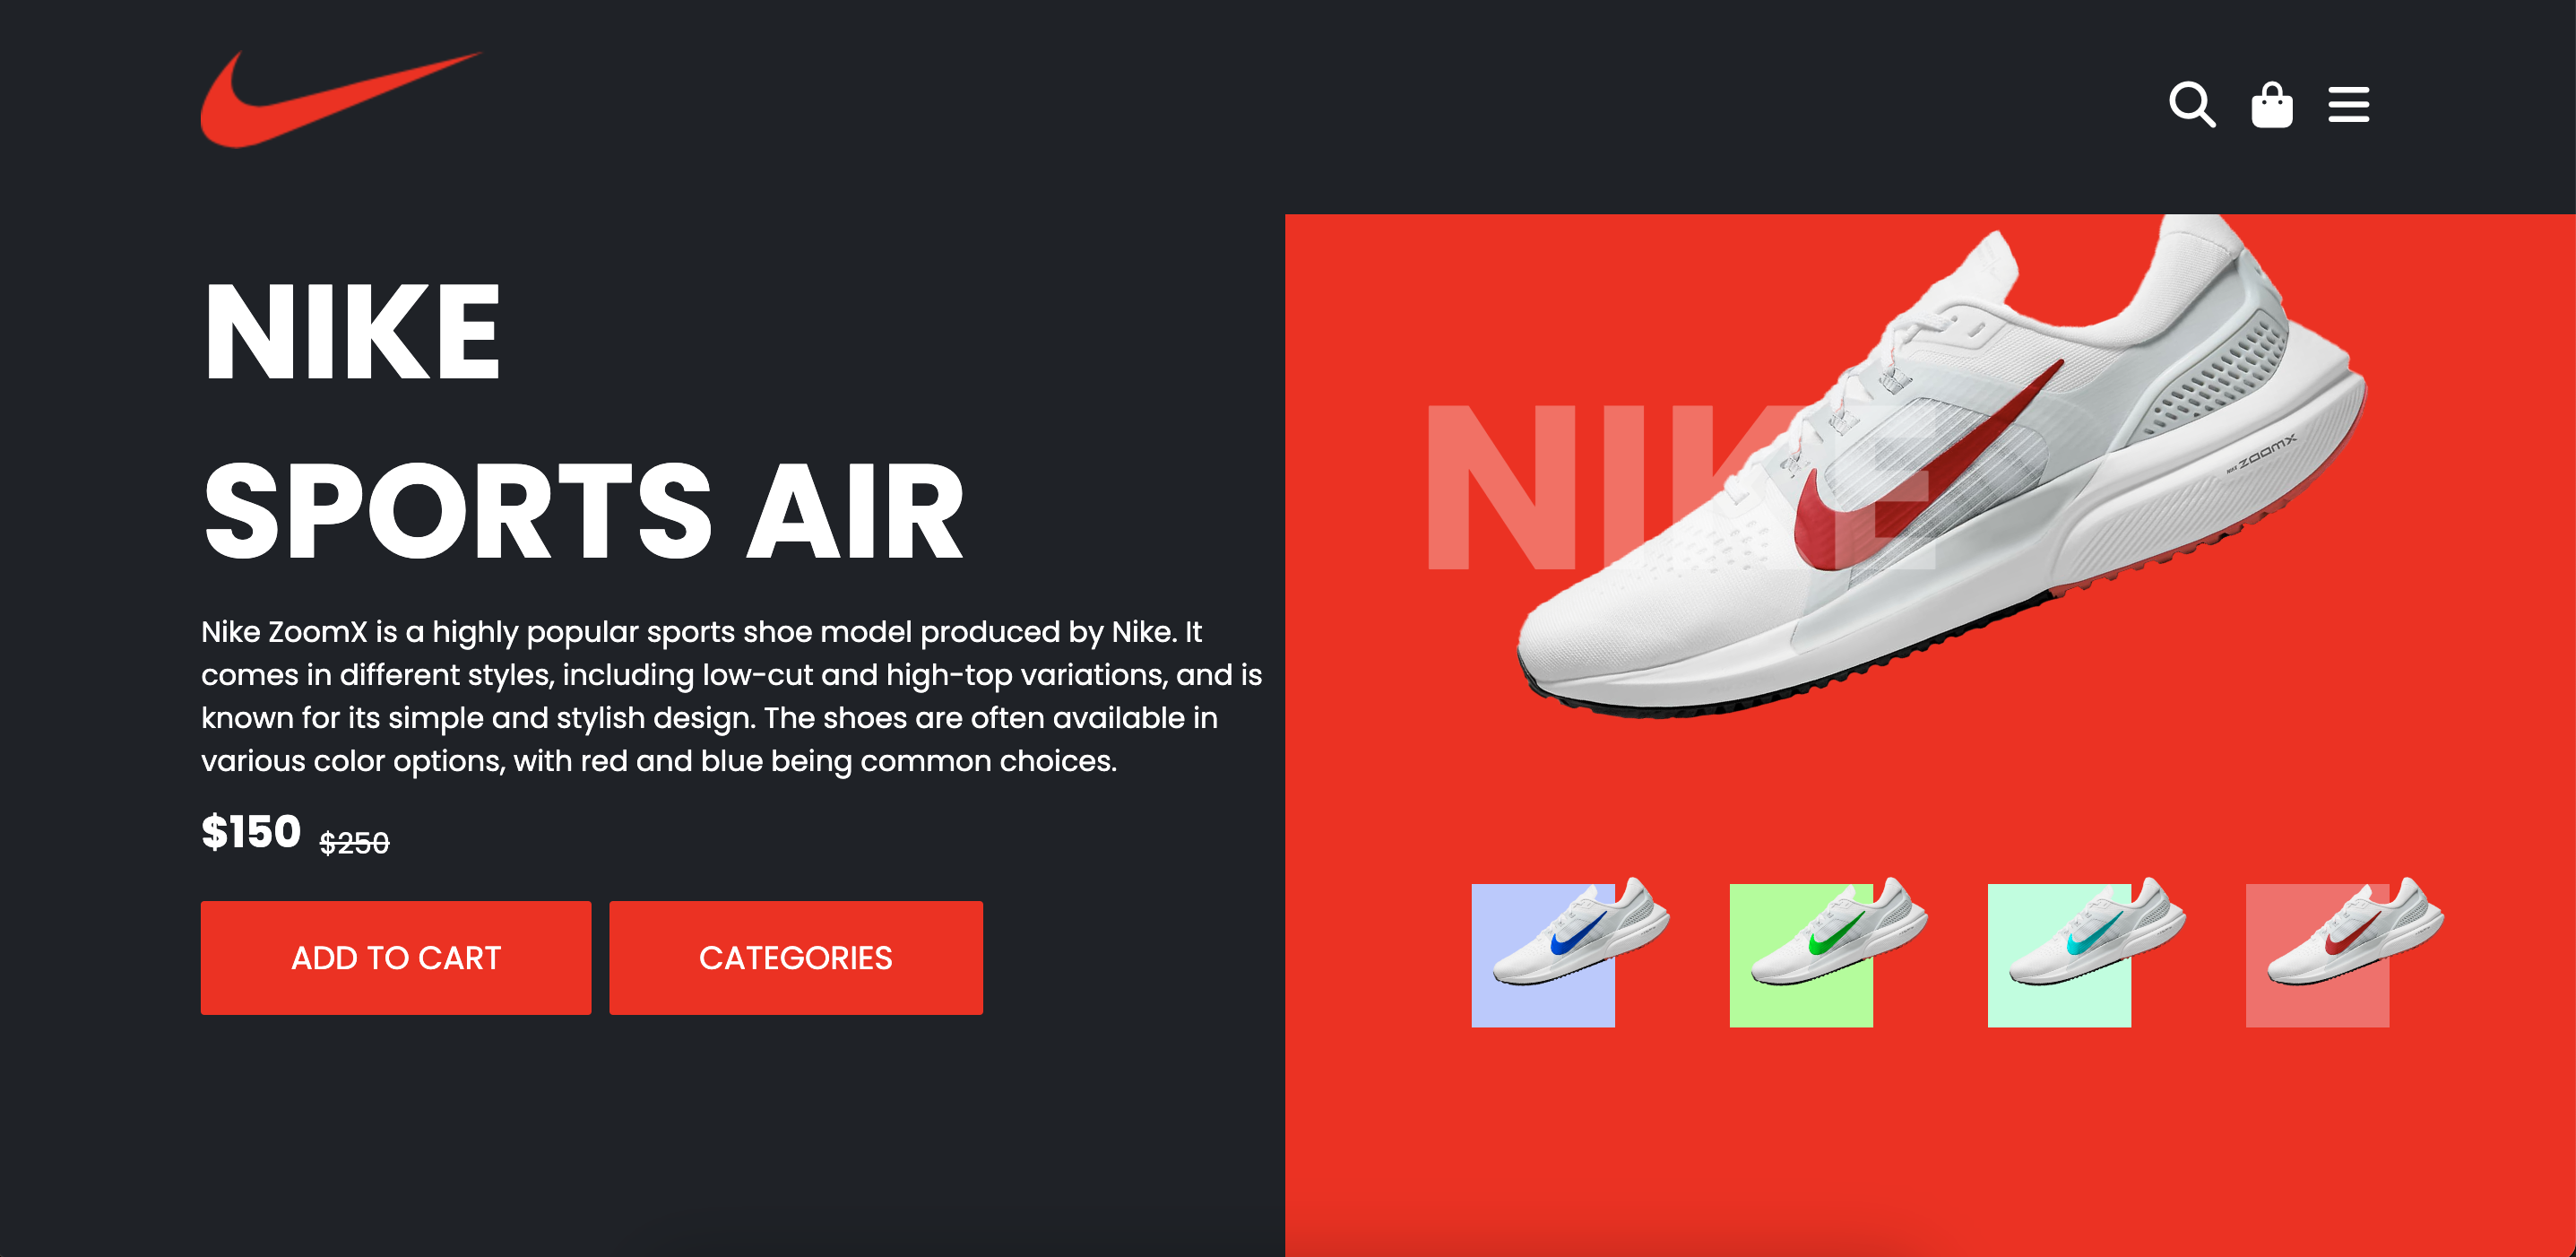 NIKE
SPORTS AIR
Nike ZoomX is a highly popular sports shoe model produced by Nike. It
comes in different styles, including low-cut and high-top variations, and is
known for its simple and stylish design. The shoes are often available in
various color options, with red and blue being common choices.
$150 $250
ADD TO CART
CATEGORIES
NIKE
NIKE ZOOMX